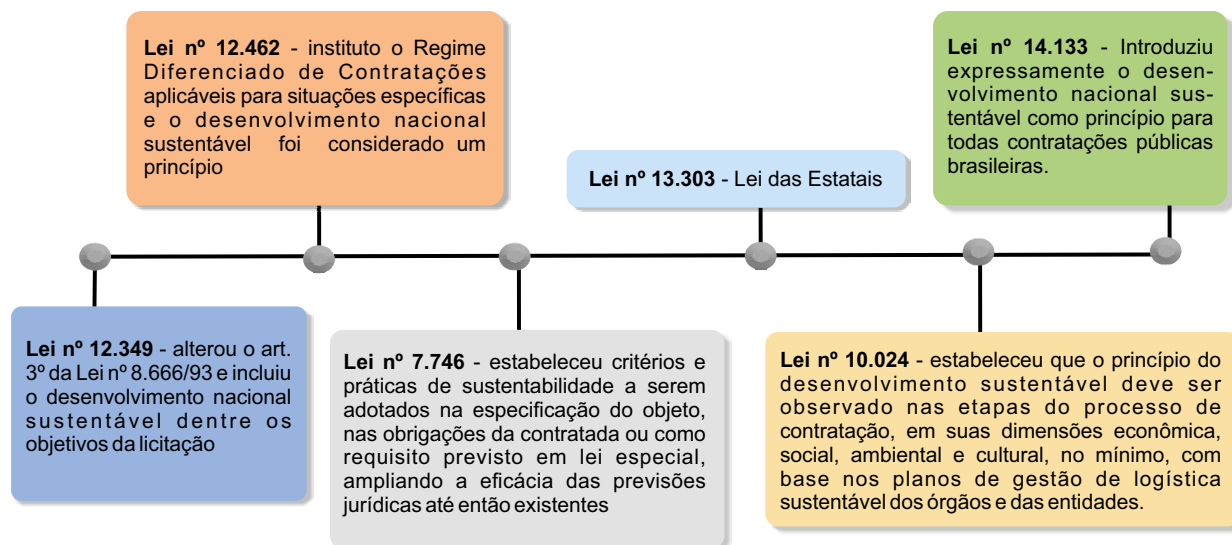 Lei nº 12.462 - instituto o Regime
Diferenciado de Contratações
aplicáveis para situações específicas
e o desenvolvimento nacional
sustentável foi considerado um
princípio
Lei nº 13.303 - Lei das Estatais
Lei nº 14.133 - Introduziu
expressamente o desen-
volvimento nacional sus-
tentável como princípio para
todas contratações públicas
brasileiras.
Lei nº 12.349 - alterou o art.
3º da Lei nº 8.666/93 e incluiu
o desenvolvimento nacional
sustentável dentre os
objetivos da licitação
Lei nº 7.746 - estabeleceu critérios e
práticas de sustentabilidade a serem
adotados na especificação do objeto,
nas obrigações da contratada ou como
requisito previsto em lei especial,
ampliando a eficácia das previsões
jurídicas até então existentes
Lei nº 10.024 - estabeleceu que o princípio do
desenvolvimento sustentável deve ser
observado nas etapas do processo de
contratação, em suas dimensões econômica,
social, ambiental e cultural, no mínimo, com
base nos planos de gestão de logística
sustentável dos órgãos e das entidades.